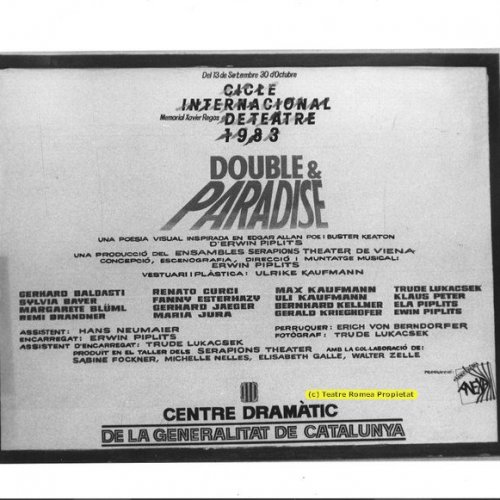 Del 13 de Setembre 30 d'Octubre
CICLE
INTERNACIONAL
Memorial Xavier Regas DE TEATRE
1983
DOUBLE &
PARADISE
UNA POESIA VISUAL INSPIRADA EN EDGAR ALLAN POE I BUSTER KEATON
D'ERWIN PIPLITS
UNA PRODUCCIÓ DEL ENSAMBLES SERAPIONS THEATER DE VIENA
CONCEPCIÓ, ESCENOGRAFIA, DIRECCIÓ I MUNTATGE MUSICAL:
ERWIN PIPLITS
VESTUARI I PLÀSTICA: ULRIKE KAUFMANN
GERHARD BALDASTI RENATO CURCI MAX KAUFMANN TRUDE LUKACSEK
SYLVIA BAYER FANNY ESTERHAZY ULI KAUFMANN KLAUS PETER
MARGARETE BLÜML GERHARD JAEGER BERNHARD KELLNER ELA PIPLITS
REMI BRANDNER MARIA JURA GERALD KRIEGHOFER EWIN PIPLITS
ASSISTENT: HANS NEUMAIER PERRUQUER: ERICH VON BERNDORFER
ENCARREGAT: ERWIN PIPLITS FOTÒGRAF: TRUDE LUKACSEK
ASSISTENT D'ENCARREGAT: TRUDE LUKACSEK
PRODUIT EN EL TALLER DELS SERAPIONS THEATER AMB LA COL·LABORACIÓ DE:
SABINE FOCKNER, MICHELLE NELLES, ELISABETH GALLE, WALTER ZELLE
(c) Teatre Romea Propietat
CENTRE DRAMÀTIC
DE LA GENERALITAT DE CATALUNYA